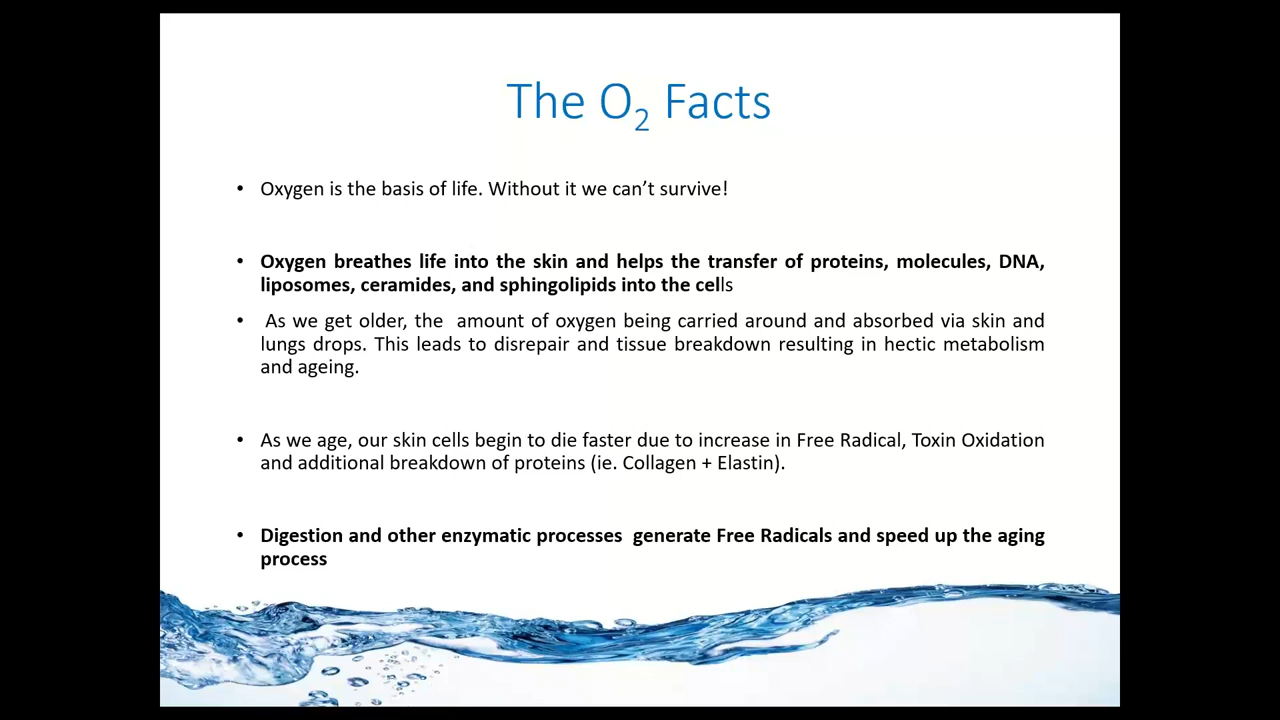 The O₂ Facts
• Oxygen is the basis of life. Without it we can’t survive!
• Oxygen breathes life into the skin and helps the transfer of proteins, molecules, DNA,
liposomes, ceramides, and sphingolipids into the cells
• As we get older, the amount of oxygen being carried around and absorbed via skin and
lungs drops. This leads to disrepair and tissue breakdown resulting in hectic metabolism
and ageing.
• As we age, our skin cells begin to die faster due to increase in Free Radical, Toxin Oxidation
and additional breakdown of proteins (ie. Collagen + Elastin).
• Digestion and other enzymatic processes generate Free Radicals and speed up the aging
process